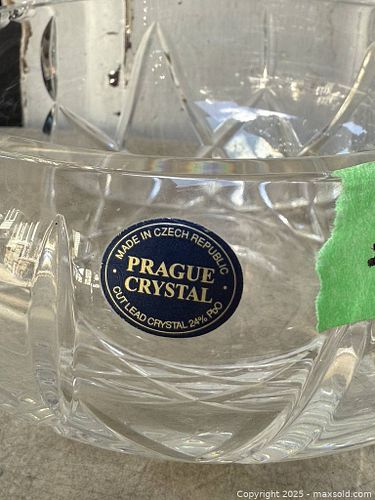 MADE IN CZECH REPUBLIC
PRAGUE
CRYSTAL
CUT LEAD CRYSTAL 24% PbO
Copyright © 2025 - maxsold.com